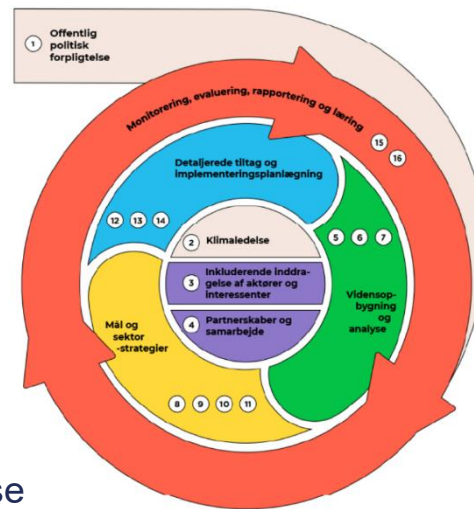 1 Offentlig
politisk
forpligtelse
Monitorering, evaluering, rapportering og læring
15
16
Detaljerede tiltag og
implementeringsplanlægning
12 13 14
2 Klimaledelse
5 6 7
3 Inkluderende inddra-
gelse af aktører og
interessenter
4 Partnerskaber og
samarbejde
Vidensop-
bygning
og
analyse
Mål og
sektor
-strategier
8 9 10 11
se